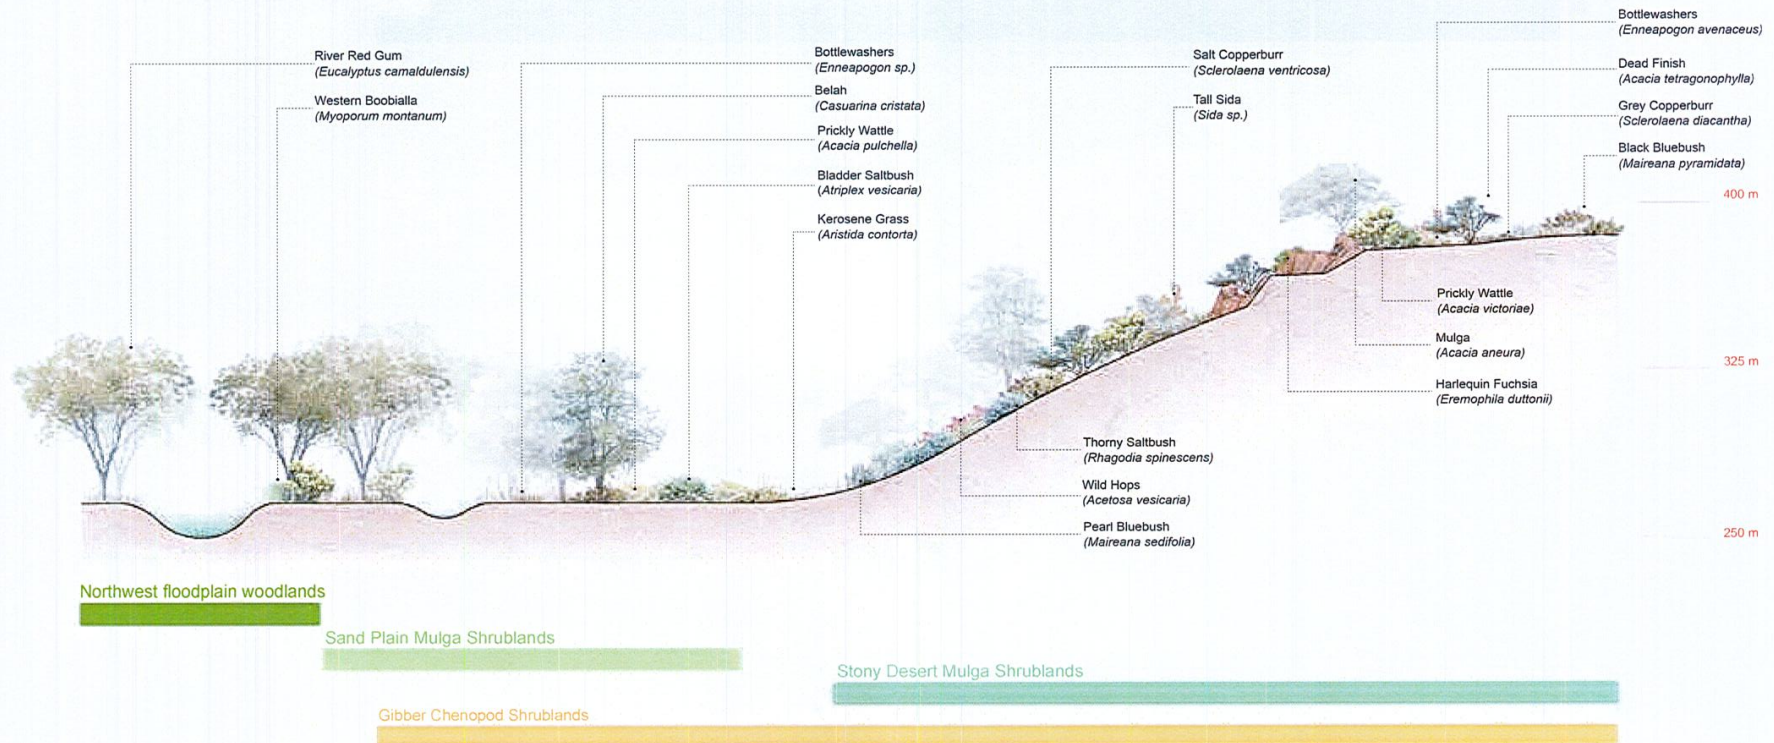 River Red Gum
(Eucalyptus camaldulensis)
Western Boobialla
(Myoporum montanum)
Bottlewashers
(Enneapogon sp.)
Belah
(Casuarina cristata)
Prickly Wattle
(Acacia pulchella)
Bladder Saltbush
(Atriplex vesicaria)
Kerosene Grass
(Aristida contorta)
Salt Copperburr
(Sclerolaena ventricosa)
Tall Sida
(Sida sp.)
Bottlewashers
(Enneapogon avenaceus)
Dead Finish
(Acacia tetragonophylla)
Grey Copperburr
(Sclerolaena diacantha)
Black Bluebush
(Maireana pyramidata)
400 m
Prickly Wattle
(Acacia victoriae)
Mulga
(Acacia aneura)
Harlequin Fuchsia
(Eremophila duttonii)
325 m
Thorny Saltbush
(Rhagodia spinescens)
Wild Hops
(Acetosa vesicaria)
Pearl Bluebush
(Maireana sedifolia)
250 m
Northwest floodplain woodlands
Sand Plain Mulga Shrublands
Stony Desert Mulga Shrublands
Gibber Chenopod Shrublands